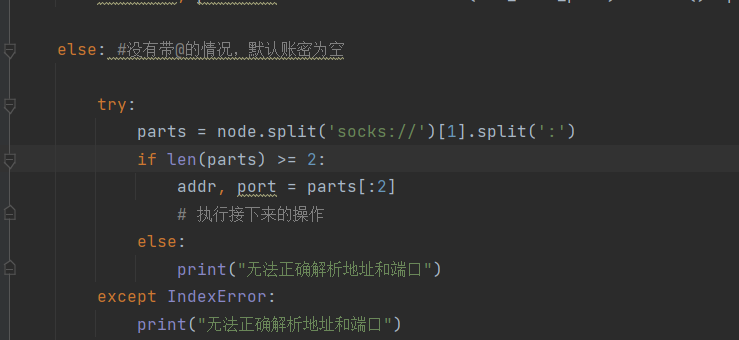 else: #没有带@的情况，默认账密为空
try:
parts = node.split('socks://')[1].split(':')
if len(parts) >= 2:
addr, port = parts[:2]
# 执行接下来的操作
else:
print("无法正确解析地址和端口")
except IndexError:
print("无法正确解析地址和端口")